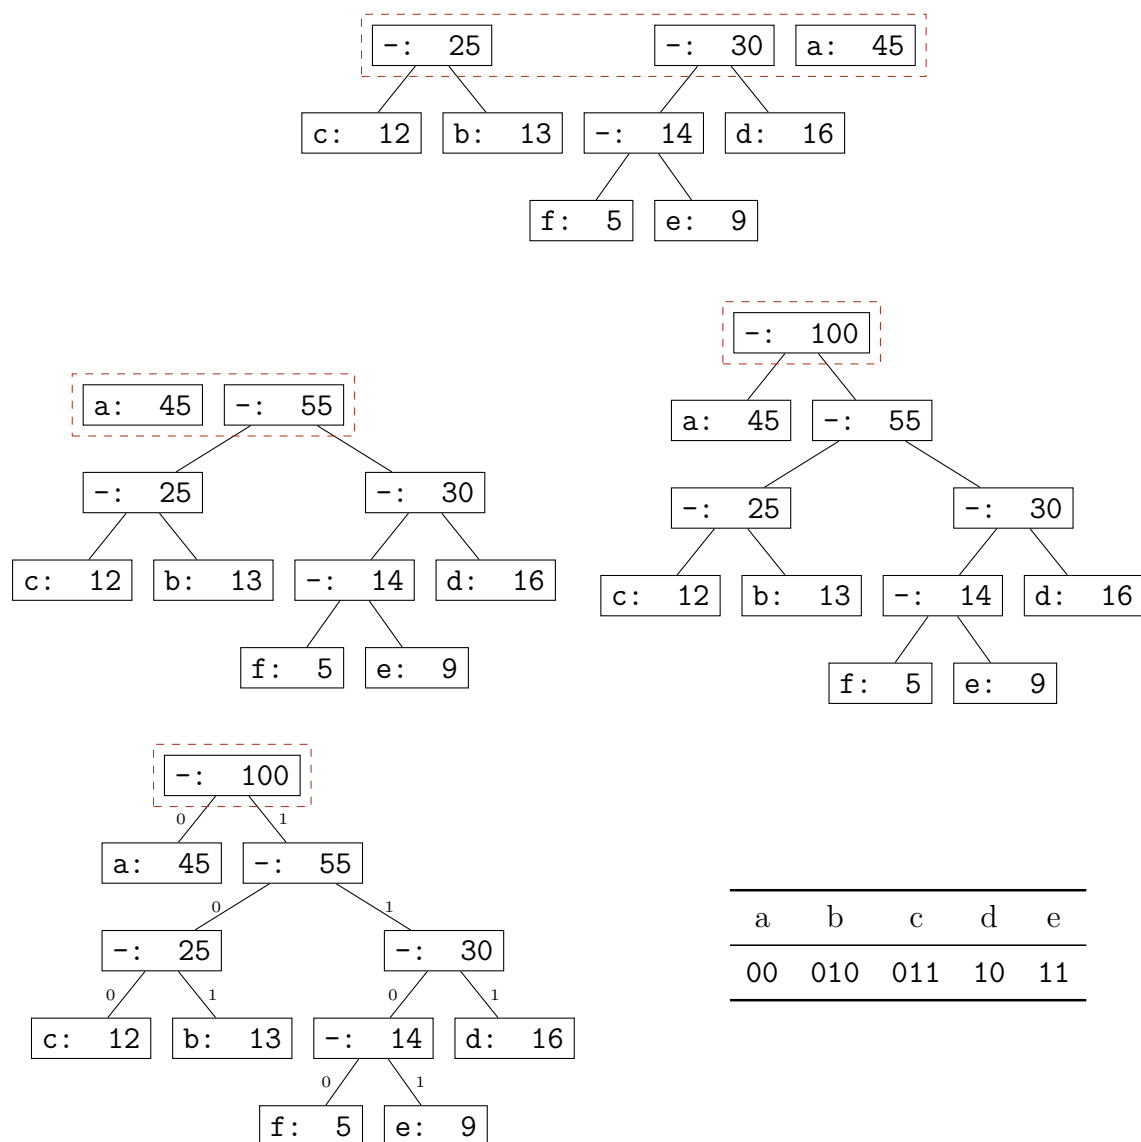 -: 25 -: 30 a: 45
c: 12 b: 13 -: 14 d: 16
f: 5 e: 9
a: 45 -: 55
-: 25 -: 30
c: 12 b: 13 -: 14 d: 16
f: 5 e: 9
-: 100
a: 45 -: 55
-: 25 -: 30
c: 12 b: 13 -: 14 d: 16
f: 5 e: 9
-: 100
0 1
a: 45 -: 55
0 1
-: 25 -: 30
0 1 0 1
c: 12 b: 13 -: 14 d: 16
0 1
f: 5 e: 9
a b c d e
00 010 011 10 11